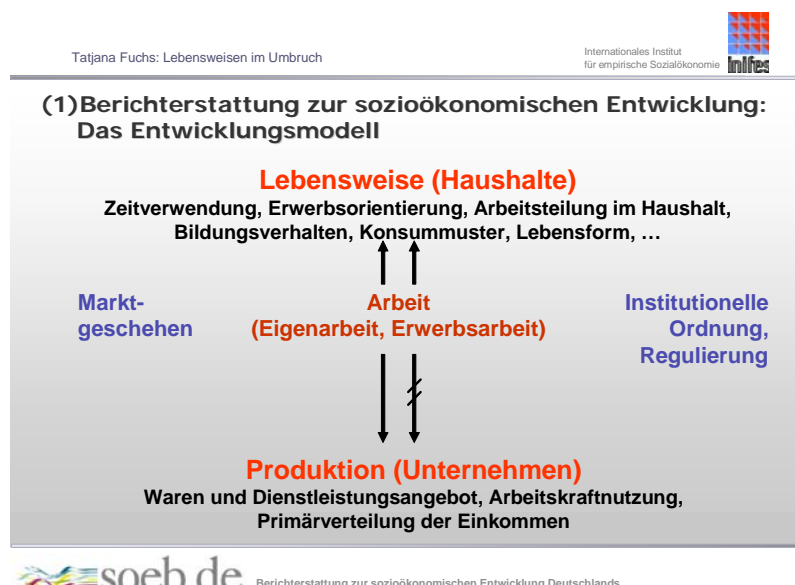 Tatjana Fuchs: Lebensweisen im Umbruch
Internationales Institut
für empirische Sozialökonomie
inifes
(1)Berichterstattung zur sozioökonomischen Entwicklung:
Das Entwicklungsmodell
Lebensweise (Haushalte)
Zeitverwendung, Erwerbsorientierung, Arbeitsteilung im Haushalt,
Bildungsverhalten, Konsummuster, Lebensform, …
Markt-
geschehen
Arbeit
(Eigenarbeit, Erwerbsarbeit)
Institutionelle
Ordnung,
Regulierung
Produktion (Unternehmen)
Waren und Dienstleistungsangebot, Arbeitskraftnutzung,
Primärverteilung der Einkommen
soeb.de
Berichterstattung zur sozioökonomischen Entwicklung Deutschlands